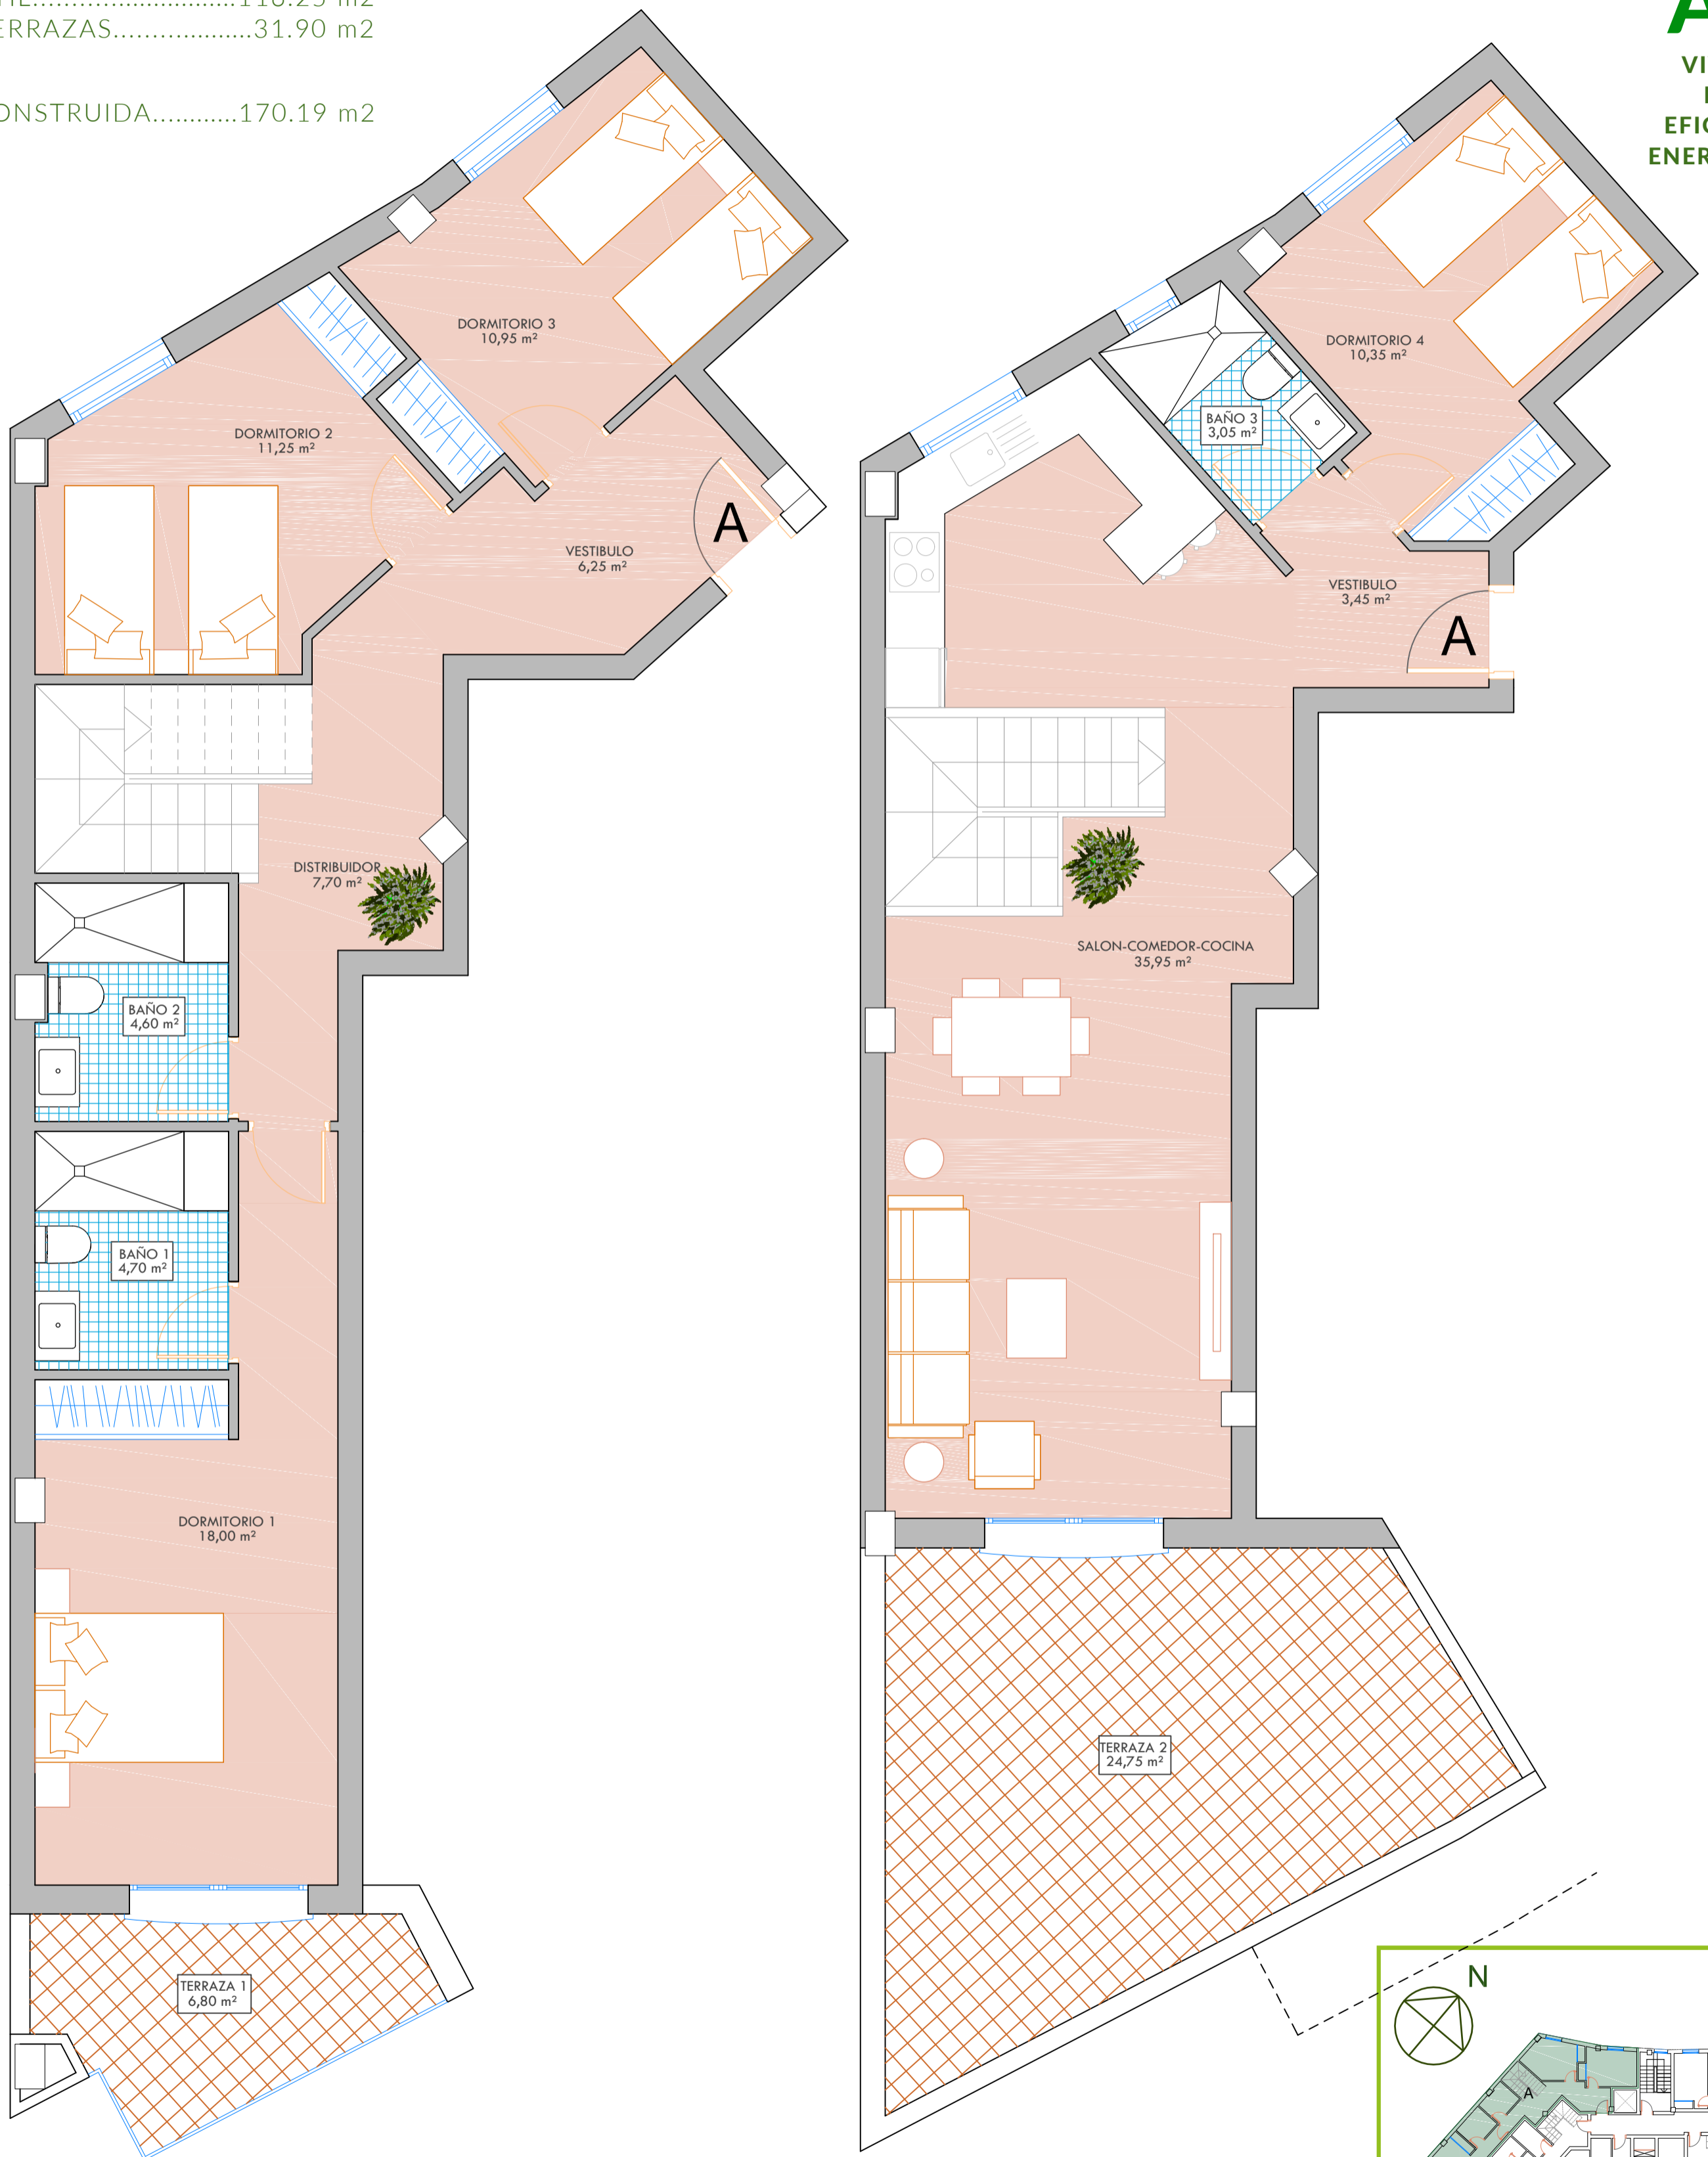 ERRAZAS....................31.90 m2
ONSTRUIDA............170.19 m2
A
VI
EFIC
ENER
DORMITORIO 3
10,95 m²
DORMITORIO 2
11,25 m²
VESTIBULO
6,25 m²
A
DISTRIBUIDOR
7,70 m²
BAÑO 2
4,60 m²
BAÑO 1
4,70 m²
DORMITORIO 1
18,00 m²
TERRAZA 1
6,80 m²
DORMITORIO 4
10,35 m²
BAÑO 3
3,05 m²
VESTIBULO
3,45 m²
A
SALON-COMEDOR-COCINA
35,95 m²
TERRAZA 2
24,75 m²
N
A